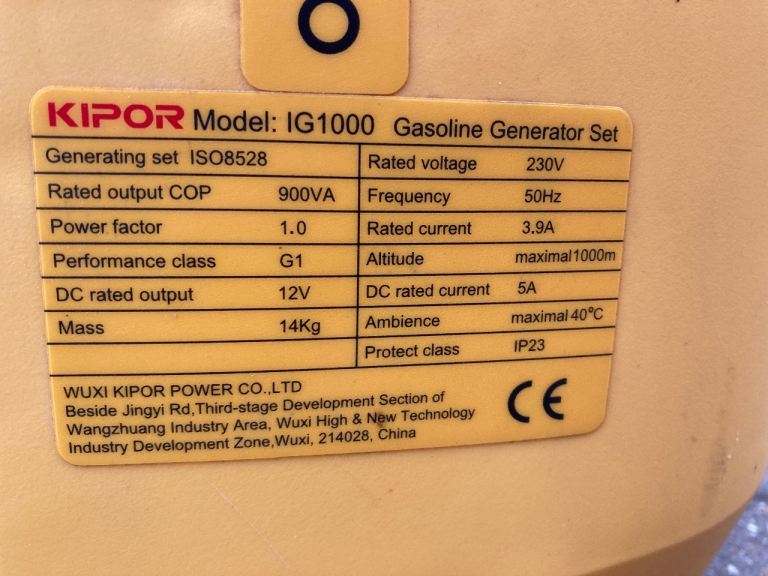 KIPOR Model: IG1000 Gasoline Generator Set
Generating set ISO8528
Rated voltage 230V
Rated output COP 900VA
Frequency 50Hz
Power factor 1.0
Rated current 3.9A
Performance class G1
Altitude maximal1000m
DC rated output 12V
DC rated current 5A
Mass 14Kg
Ambience maximal 40°C
Protect class IP23
WUXI KIPOR POWER CO.,LTD
Beside Jingyi Rd,Third-stage Development Section of
Wangzhuang Industry Area, Wuxi High & New Technology
Industry Development Zone,Wuxi, 214028, China
CE